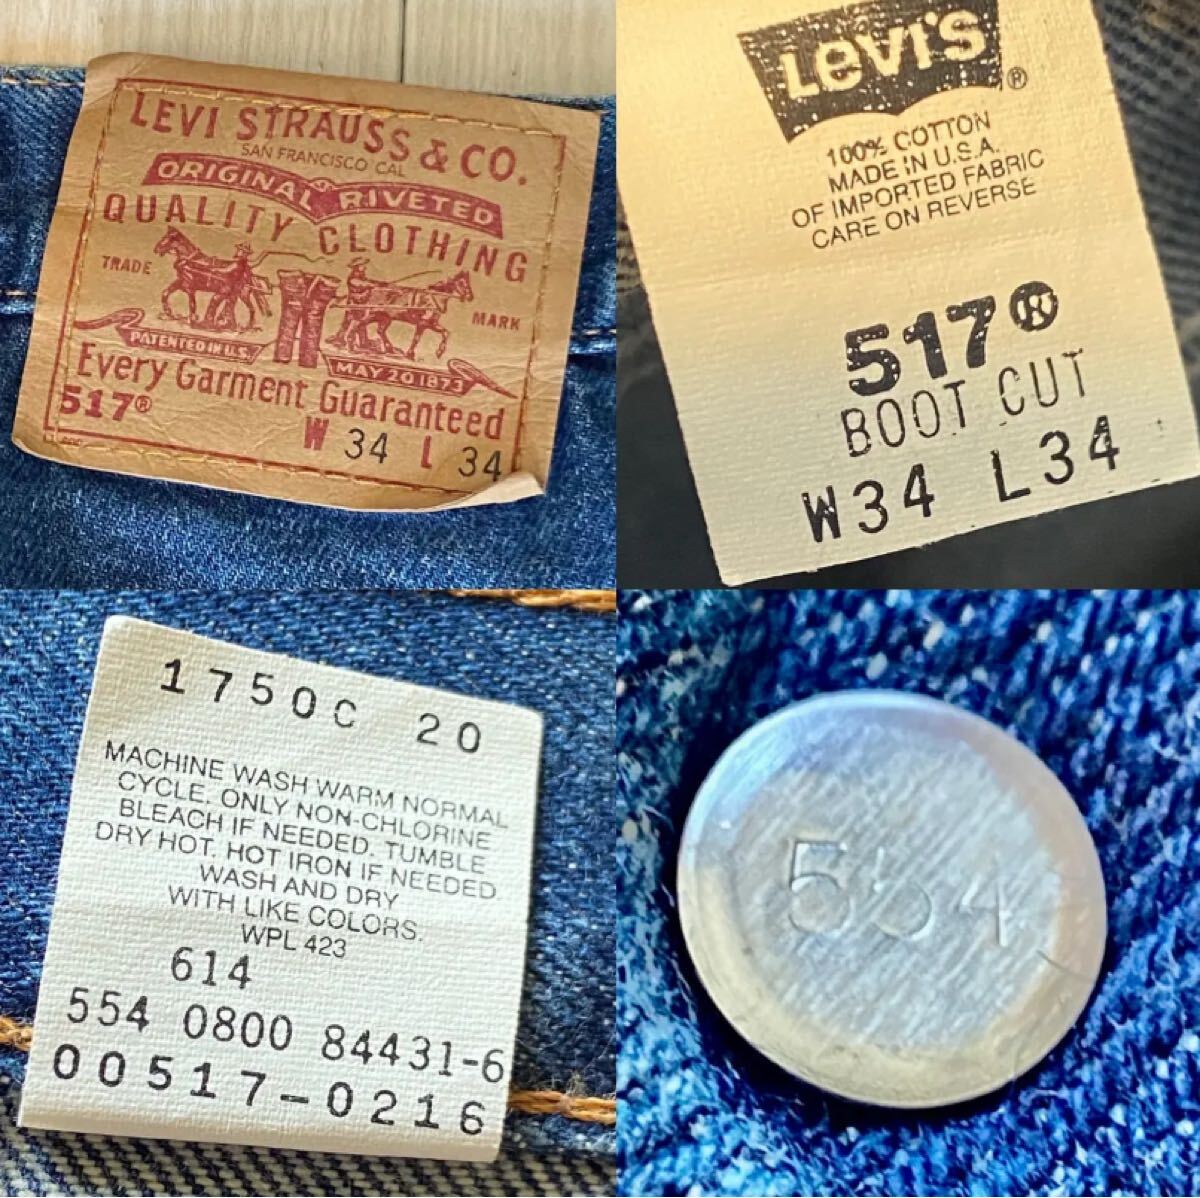 LEVI STRAUSS & CO.
SAN FRANCISCO CAL
ORIGINAL RIVETED
QUALITY CLOTHING
TRADE MARK
PATENTED IN U.S.
MAY 20 1873
Every Garment Guaranteed
517®
W 34 L 34
Levi's®
100% COTTON
MADE IN U.S.A.
OF IMPORTED FABRIC
CARE ON REVERSE
517®
BOOT CUT
W34 L34
1750C 20
MACHINE WASH WARM NORMAL
CYCLE. ONLY NON-CHLORINE
BLEACH IF NEEDED. TUMBLE
DRY HOT. HOT IRON IF NEEDED
WASH AND DRY
WITH LIKE COLORS.
WPL 423
614
554 0800 84431-6
00517-0216
554